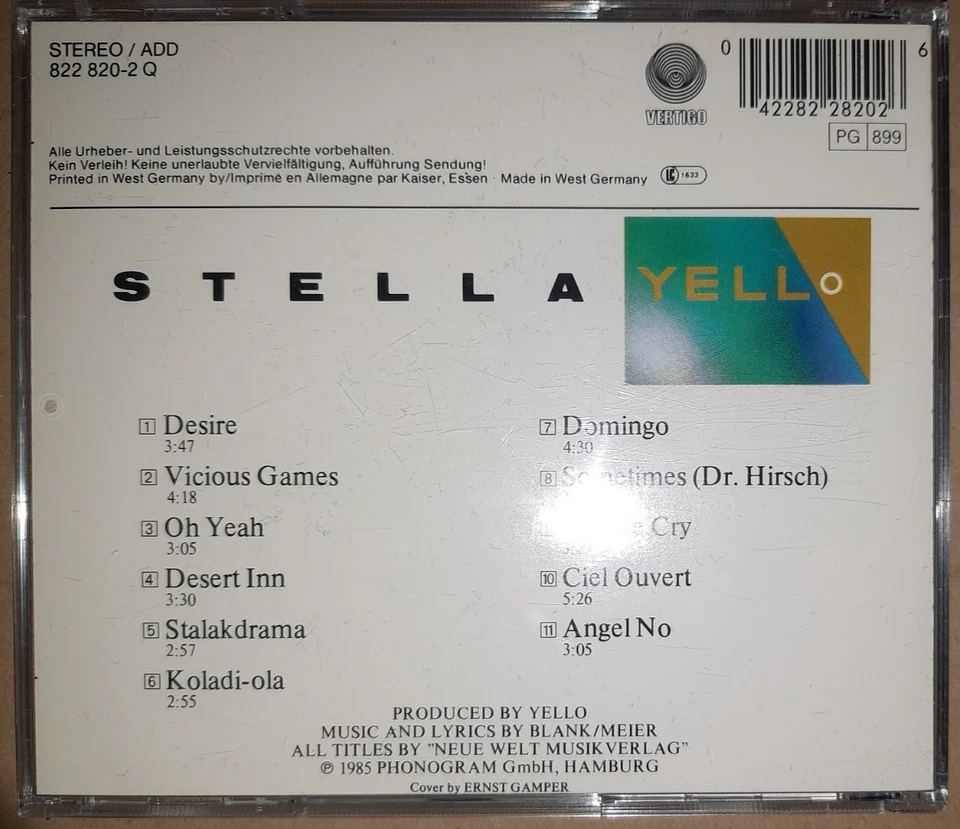 STEREO / ADD
822 820-2 Q
VERTIGO
0 42282 28202 6
PG 899
Alle Urheber- und Leistungsschutzrechte vorbehalten.
Kein Verleih! Keine unerlaubte Vervielfältigung, Aufführung Sendung!
Printed in West Germany by/Imprimé en Allemagne par Kaiser, Essen · Made in West Germany LC 1633
STELLA
YELLO
1 Desire
3:47
2 Vicious Games
4:18
3 Oh Yeah
3:05
4 Desert Inn
3:30
5 Stalakdrama
2:57
6 Koladi-ola
2:55
7 Domingo
4:30
8 Sometimes (Dr. Hirsch)
Cry
10 Ciel Ouvert
5:26
11 Angel No
3:05
PRODUCED BY YELLO
MUSIC AND LYRICS BY BLANK/MEIER
ALL TITLES BY "NEUE WELT MUSIKVERLAG"
℗ 1985 PHONOGRAM GmbH, HAMBURG
Cover by ERNST GAMPER